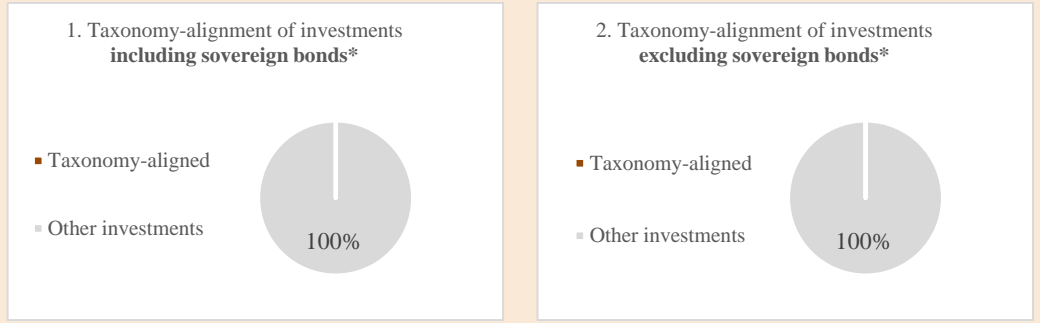 1. Taxonomy-alignment of investments
including sovereign bonds*
Taxonomy-aligned
Other investments
100%
2. Taxonomy-alignment of investments
excluding sovereign bonds*
Taxonomy-aligned
Other investments
100%